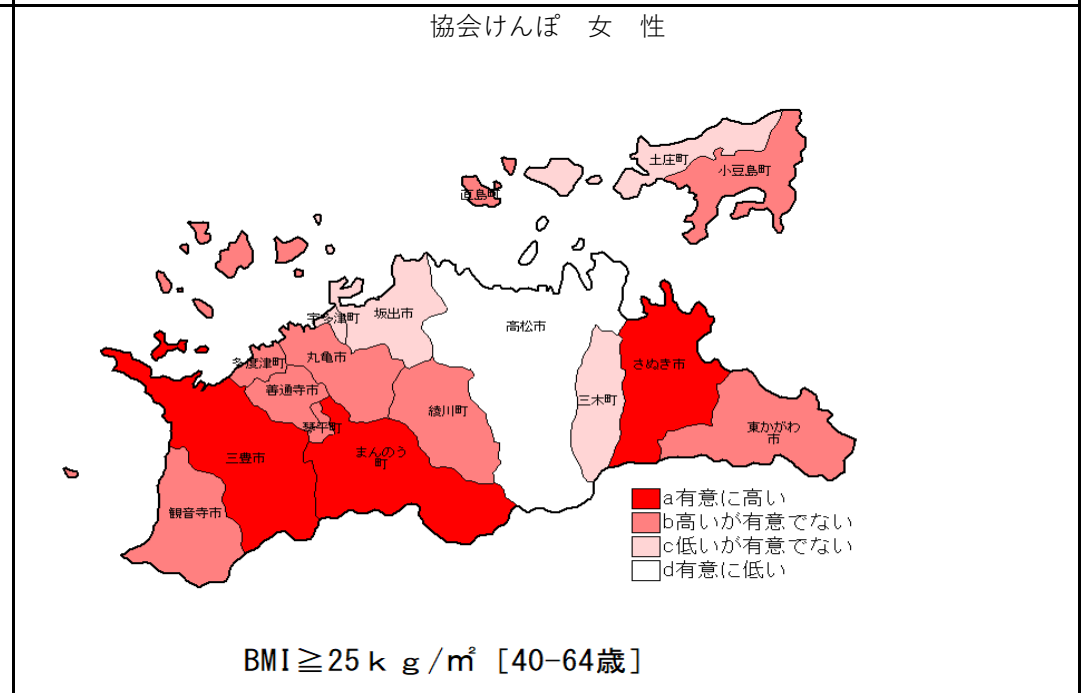 協会けんぽ 女 性
土庄町
小豆島町
直島町
宇多津町
坂出市
高松市
多度津町
丸亀市
さぬき市
善通寺市
三木町
綾川町
琴平町
東かがわ
市
三豊市
まんのう
町
観音寺市
a有意に高い
b高いが有意でない
c低いが有意でない
d有意に低い
BMI≧25ｋｇ/㎡ [40-64歳]